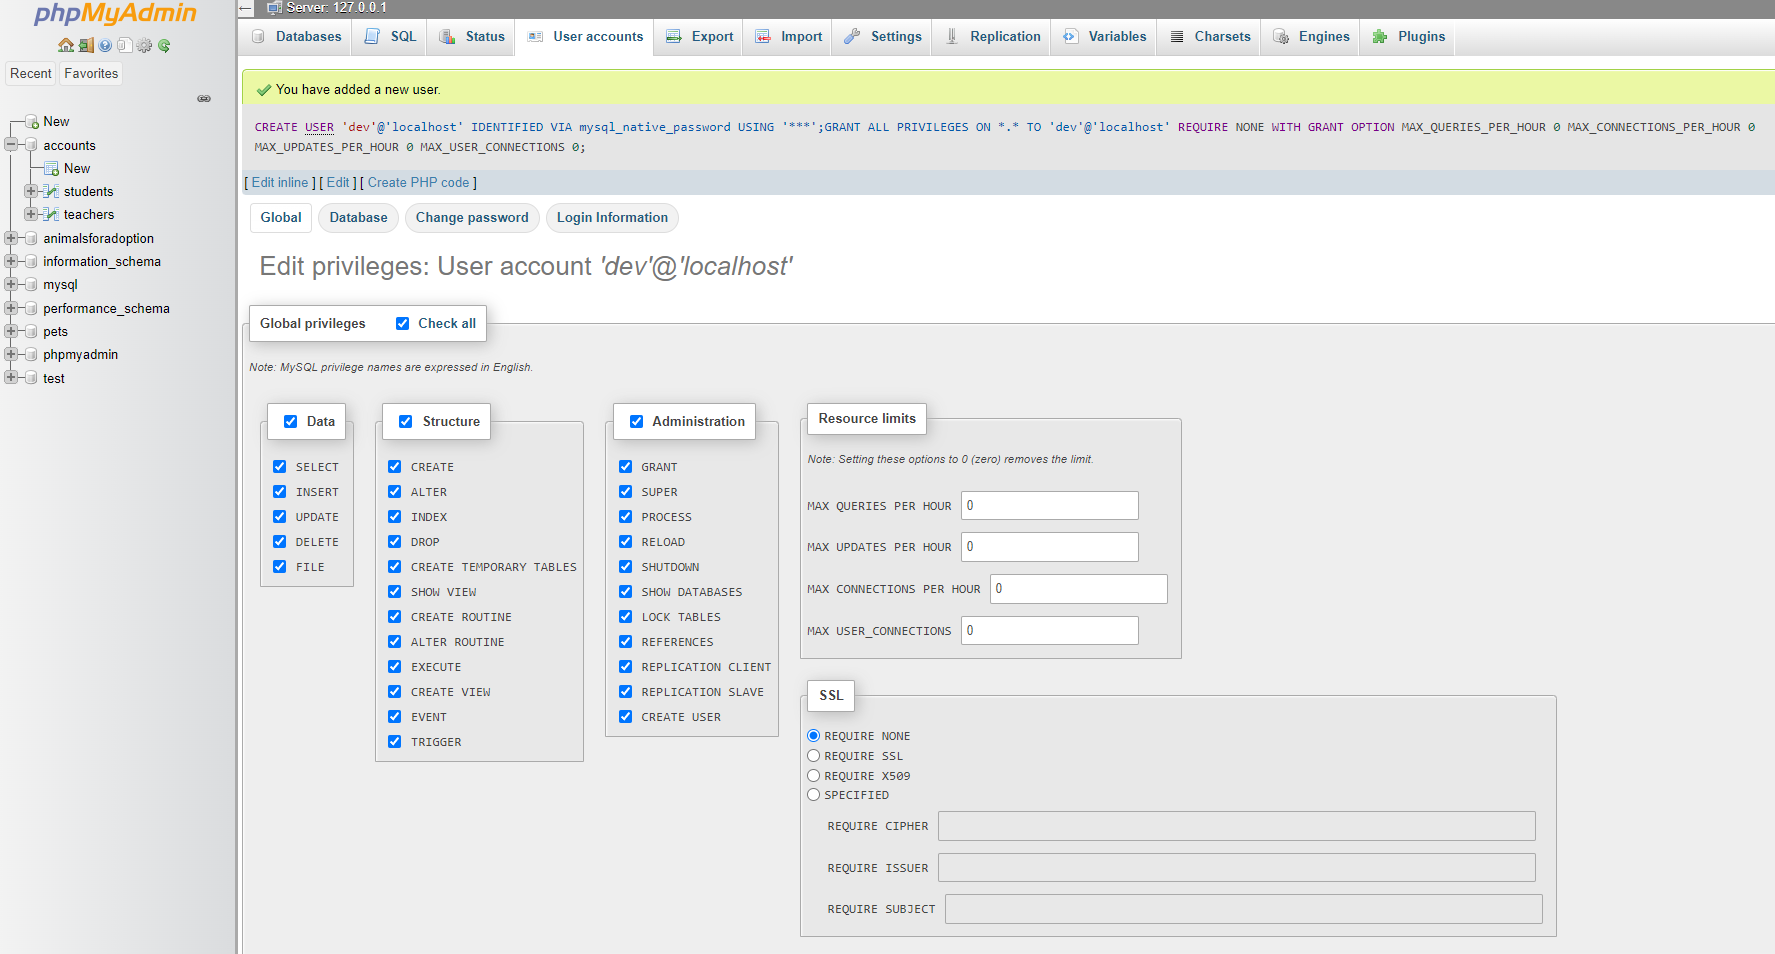 phpMyAdmin
Recent
Favorites
New
accounts
New
students
teachers
animalsforadoption
information_schema
mysql
performance_schema
pets
phpmyadmin
test
Server: 127.0.0.1
Databases
SQL
Status
User accounts
Export
Import
Settings
Replication
Variables
Charsets
Engines
Plugins
You have added a new user.
CREATE USER 'dev'@'localhost' IDENTIFIED VIA mysql_native_password USING '***';GRANT ALL PRIVILEGES ON *.* TO 'dev'@'localhost' REQUIRE NONE WITH GRANT OPTION MAX_QUERIES_PER_HOUR 0 MAX_CONNECTIONS_PER_HOUR 0
MAX_UPDATES_PER_HOUR 0 MAX_USER_CONNECTIONS 0;
[ Edit inline ] [ Edit ] [ Create PHP code ]
Global
Database
Change password
Login Information
Edit privileges: User account 'dev'@'localhost'
Global privileges
Check all
Note: MySQL privilege names are expressed in English.
Data
SELECT
INSERT
UPDATE
DELETE
FILE
Structure
CREATE
ALTER
INDEX
DROP
CREATE TEMPORARY TABLES
SHOW VIEW
CREATE ROUTINE
ALTER ROUTINE
EXECUTE
CREATE VIEW
EVENT
TRIGGER
Administration
GRANT
SUPER
PROCESS
RELOAD
SHUTDOWN
SHOW DATABASES
LOCK TABLES
REFERENCES
REPLICATION CLIENT
REPLICATION SLAVE
CREATE USER
Resource limits
Note: Setting these options to 0 (zero) removes the limit.
MAX QUERIES PER HOUR 0
MAX UPDATES PER HOUR 0
MAX CONNECTIONS PER HOUR 0
MAX USER_CONNECTIONS 0
SSL
REQUIRE NONE
REQUIRE SSL
REQUIRE X509
SPECIFIED
REQUIRE CIPHER
REQUIRE ISSUER
REQUIRE SUBJECT